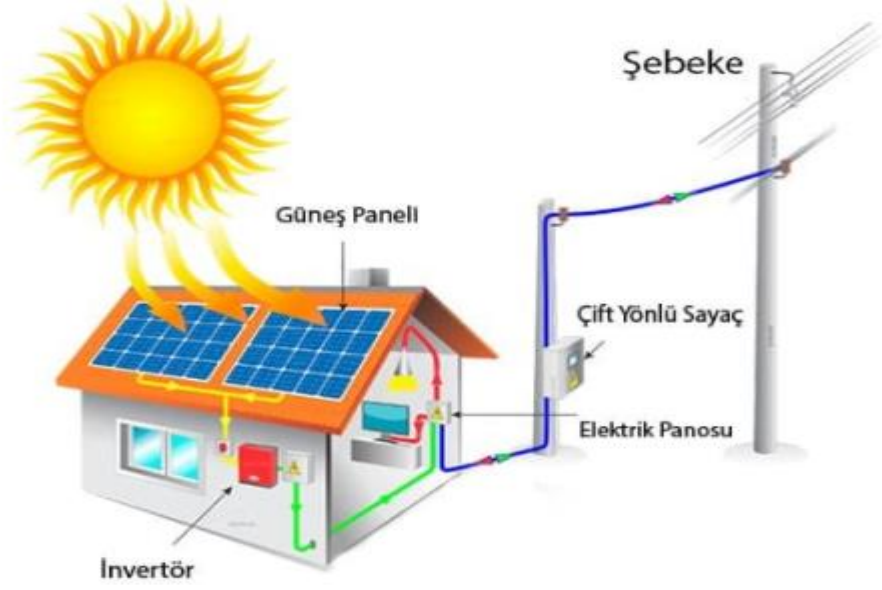 Şebeke
Güneş Paneli
Çift Yönlü Sayaç
Elektrik Panosu
İnvertör